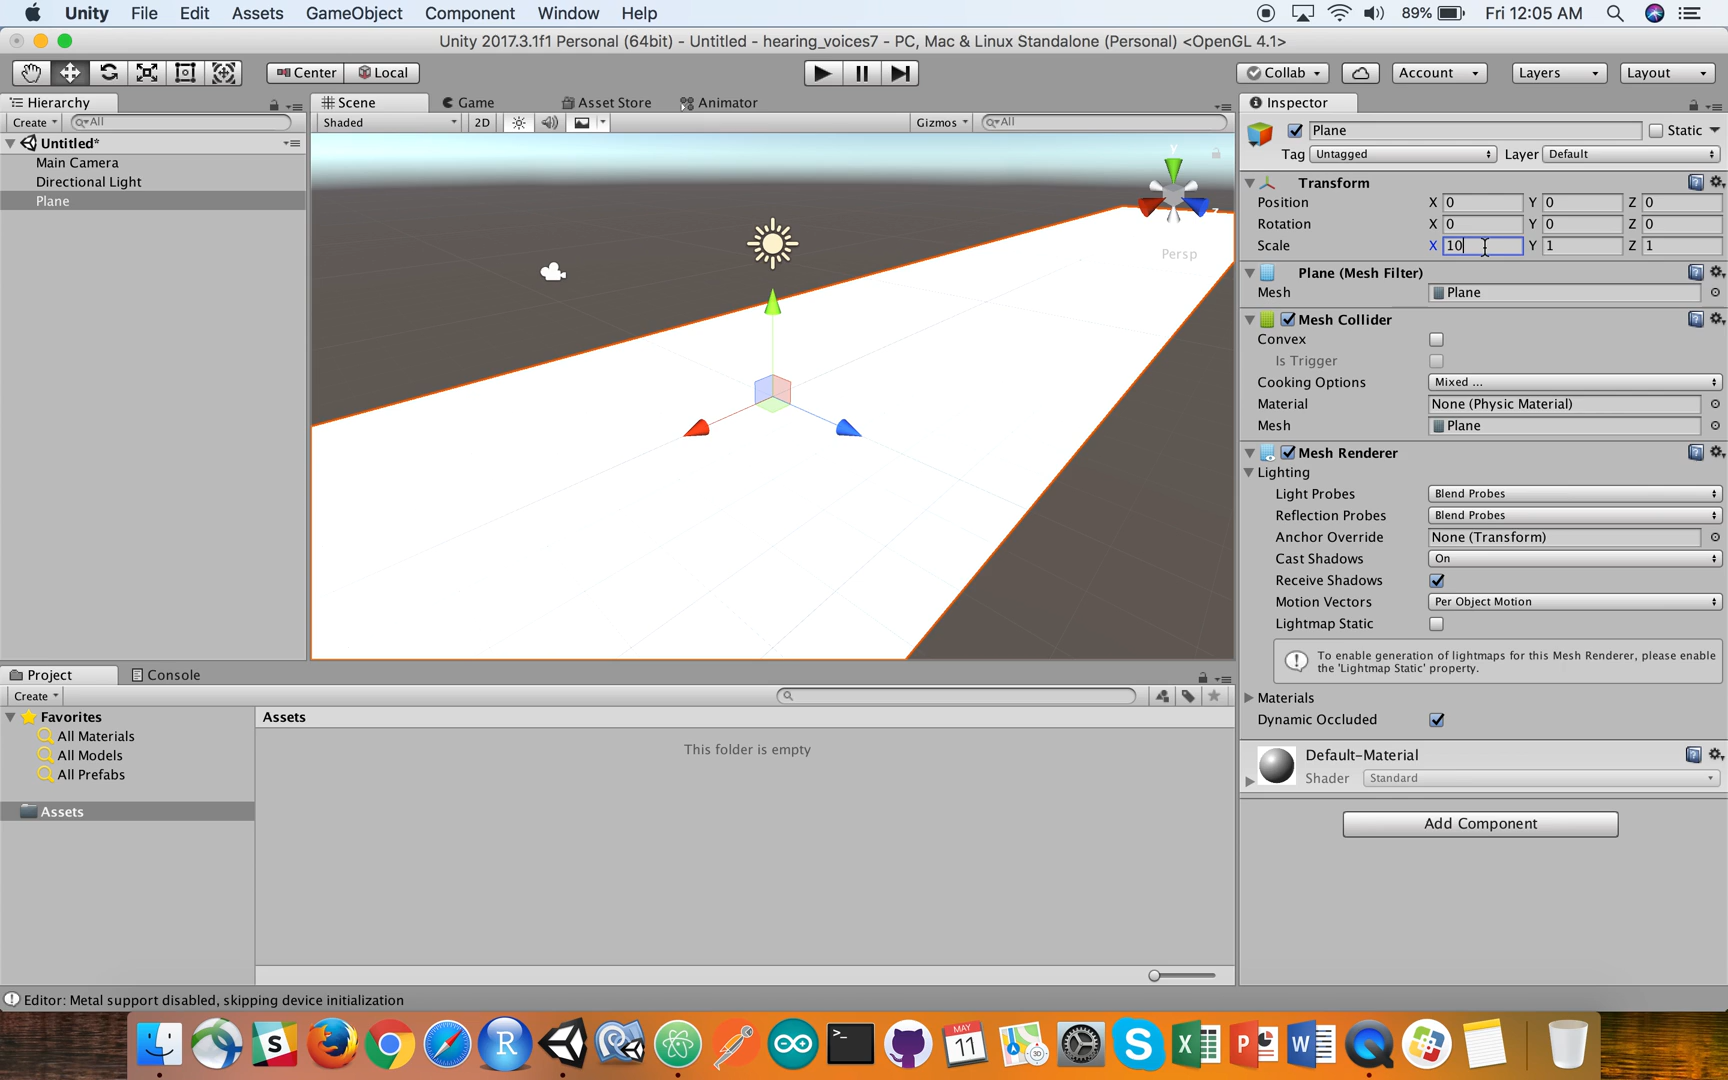 Unity File Edit Assets GameObject Component Window Help 89% Fri 12:05 AM
Unity 2017.3.1f1 Personal (64bit) - Untitled - hearing_voices7 - PC, Mac & Linux Standalone (Personal) <OpenGL 4.1>
Center Local Collab Account Layers Layout
Hierarchy
Create All
Untitled*
Main Camera
Directional Light
Plane
Scene Game Asset Store Animator
Shaded 2D Gizmos All
y
z
Persp
Inspector
Plane Static
Tag Untagged Layer Default
Transform
Position X 0 Y 0 Z 0
Rotation X 0 Y 0 Z 0
Scale X 10 Y 1 Z 1
Plane (Mesh Filter)
Mesh Plane
Mesh Collider
Convex
Is Trigger
Cooking Options Mixed ...
Material None (Physic Material)
Mesh Plane
Mesh Renderer
Lighting
Light Probes Blend Probes
Reflection Probes Blend Probes
Anchor Override None (Transform)
Cast Shadows On
Receive Shadows
Motion Vectors Per Object Motion
Lightmap Static
To enable generation of lightmaps for this Mesh Renderer, please enable
the 'Lightmap Static' property.
Materials
Dynamic Occluded
Default-Material
Shader Standard
Add Component
Project Console
Create
Favorites
All Materials
All Models
All Prefabs
Assets
Assets
This folder is empty
Editor: Metal support disabled, skipping device initialization
S R >_ MAY 11 3D S X P W